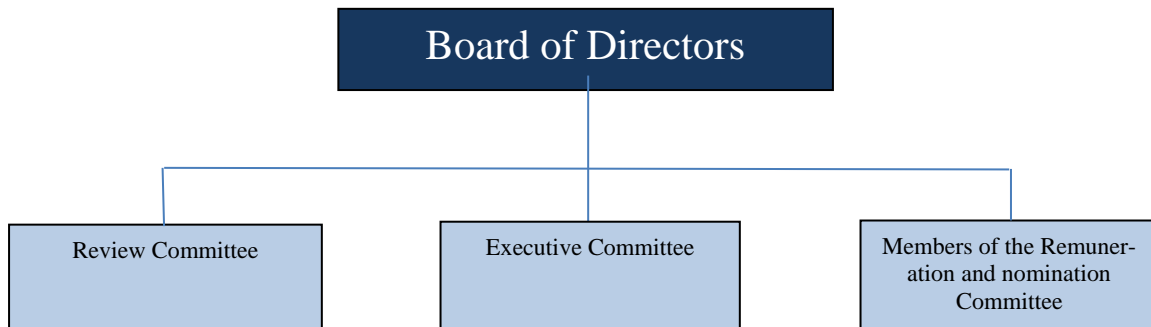 Board of Directors
Review Committee
Executive Committee
Members of the Remuner-
ation and nomination
Committee